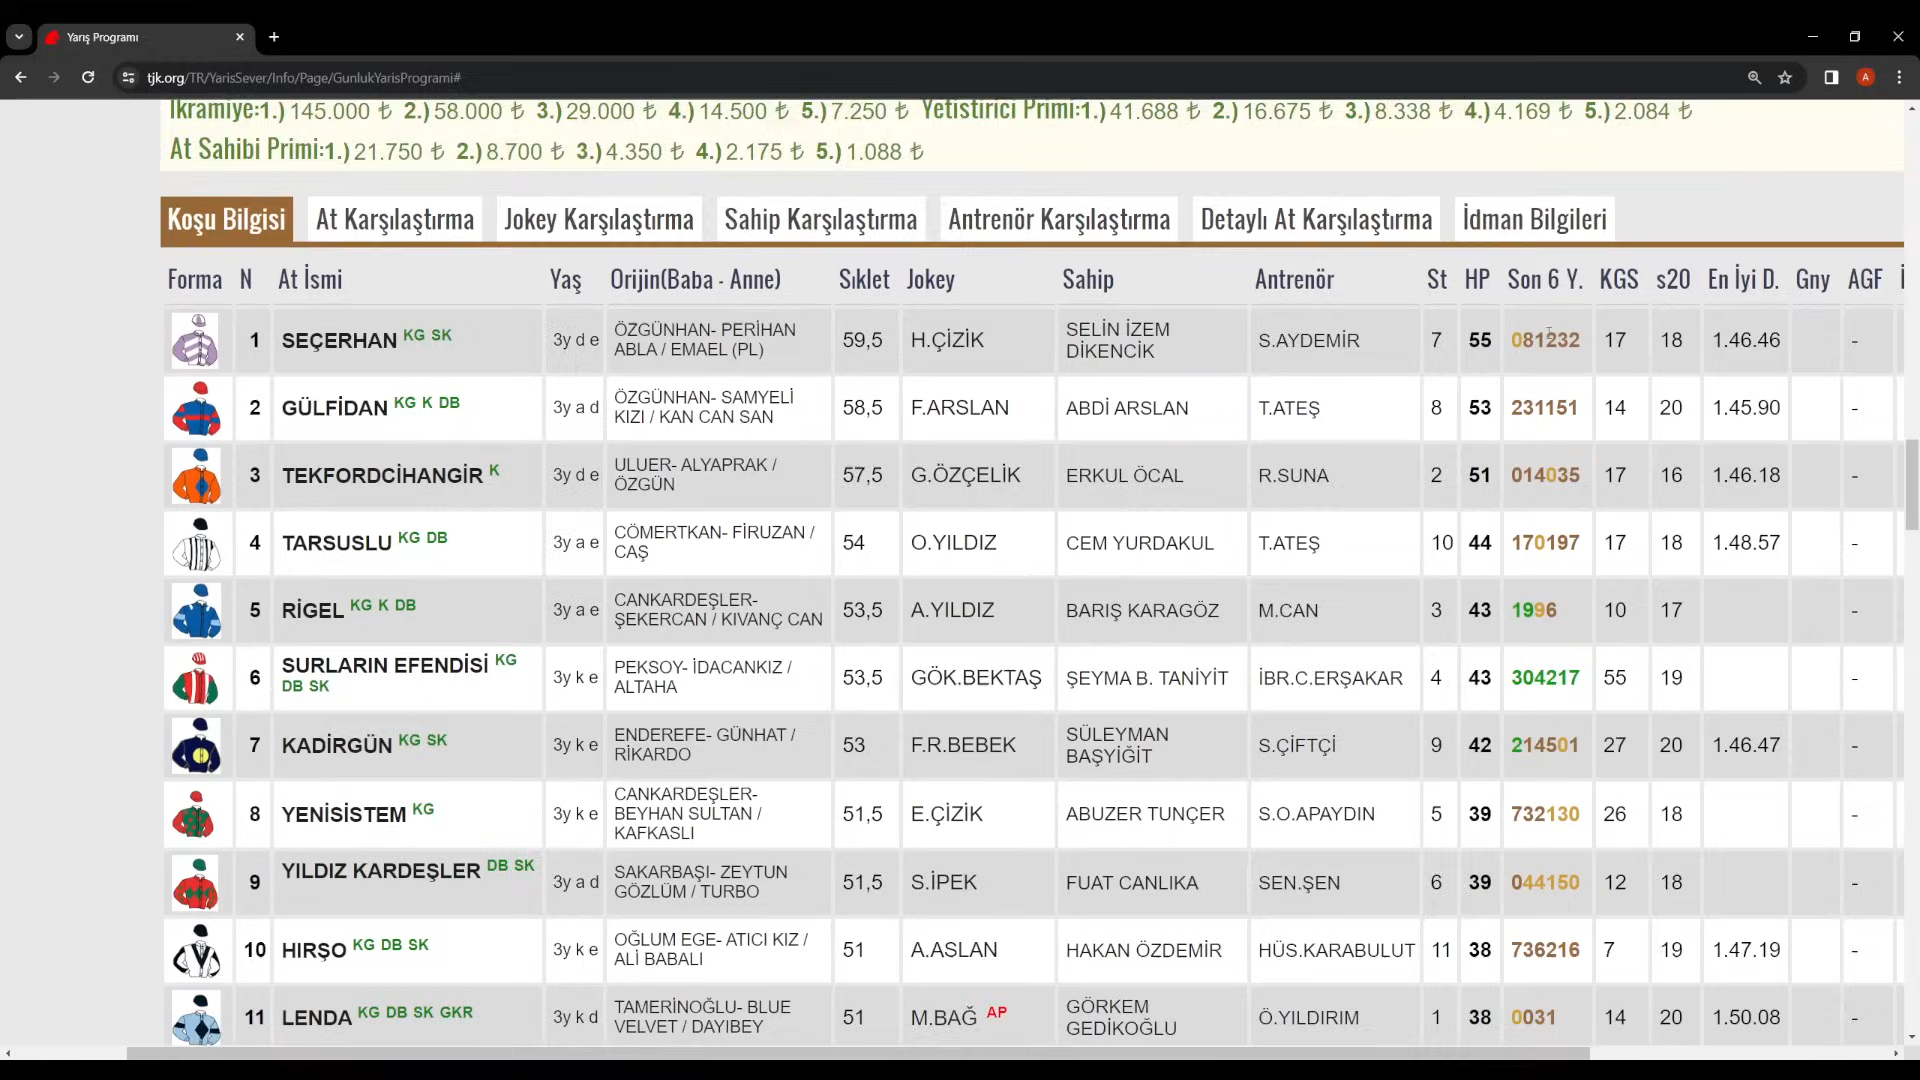 Yarış Programı
tjk.org/TR/YarisSever/Info/Page/GunlukYarisProgrami#
A
İkramiye:1.) 145.000 ₺ 2.) 58.000 ₺ 3.) 29.000 ₺ 4.) 14.500 ₺ 5.) 7.250 ₺ Yetistirici Primi:1.) 41.688 ₺ 2.) 16.675 ₺ 3.) 8.338 ₺ 4.) 4.169 ₺ 5.) 2.084 ₺
At Sahibi Primi:1.) 21.750 ₺ 2.) 8.700 ₺ 3.) 4.350 ₺ 4.) 2.175 ₺ 5.) 1.088 ₺
Koşu Bilgisi At Karşılaştırma Jokey Karşılaştırma Sahip Karşılaştırma Antrenör Karşılaştırma Detaylı At Karşılaştırma İdman Bilgileri
Forma N At İsmi Yaş Orijin(Baba - Anne) Sıklet Jokey Sahip Antrenör St HP Son 6 Y. KGS s20 En İyi D. Gny AGF
1 SEÇERHAN KG SK 3y d e ÖZGÜNHAN- PERİHAN ABLA / EMAEL (PL) 59,5 H.ÇİZİK SELİN İZEM DİKENCİK S.AYDEMİR 7 55 081232 17 18 1.46.46 -
2 GÜLFİDAN KG K DB 3y a d ÖZGÜNHAN- SAMYELİ KIZI / KAN CAN SAN 58,5 F.ARSLAN ABDİ ARSLAN T.ATEŞ 8 53 231151 14 20 1.45.90 -
3 TEKFORDCİHANGİR K 3y d e ULUER- ALYAPRAK / ÖZGÜN 57,5 G.ÖZÇELİK ERKUL ÖCAL R.SUNA 2 51 014035 17 16 1.46.18 -
4 TARSUSLU KG DB 3y a e CÖMERTKAN- FİRUZAN / CAŞ 54 O.YILDIZ CEM YURDAKUL T.ATEŞ 10 44 170197 17 18 1.48.57 -
5 RİGEL KG K DB 3y a e CANKARDEŞLER- ŞEKERCAN / KIVANÇ CAN 53,5 A.YILDIZ BARIŞ KARAGÖZ M.CAN 3 43 1996 10 17 -
6 SURLARIN EFENDİSİ KG DB SK 3y k e PEKSOY- İDACANKIZ / ALTAHA 53,5 GÖK.BEKTAŞ ŞEYMA B. TANİYİT İBR.C.ERŞAKAR 4 43 304217 55 19 -
7 KADİRGÜN KG SK 3y k e ENDEREFE- GÜNHAT / RİKARDO 53 F.R.BEBEK SÜLEYMAN BAŞYİĞİT S.ÇİFTÇİ 9 42 214501 27 20 1.46.47 -
8 YENİSİSTEM KG 3y k e CANKARDEŞLER- BEYHAN SULTAN / KAFKASLI 51,5 E.ÇİZİK ABUZER TUNÇER S.O.APAYDIN 5 39 732130 26 18 -
9 YILDIZ KARDEŞLER DB SK 3y a d SAKARBAŞI- ZEYTUN GÖZLÜM / TURBO 51,5 S.İPEK FUAT CANLIKA SEN.ŞEN 6 39 044150 12 18 -
10 HIRŞO KG DB SK 3y k e OĞLUM EGE- ATICI KIZ / ALİ BABALI 51 A.ASLAN HAKAN ÖZDEMİR HÜS.KARABULUT 11 38 736216 7 19 1.47.19 -
11 LENDA KG DB SK GKR 3y k d TAMERİNOĞLU- BLUE VELVET / DAYIBEY 51 M.BAĞ AP GÖRKEM GEDİKOĞLU Ö.YILDIRIM 1 38 0031 14 20 1.50.08 -